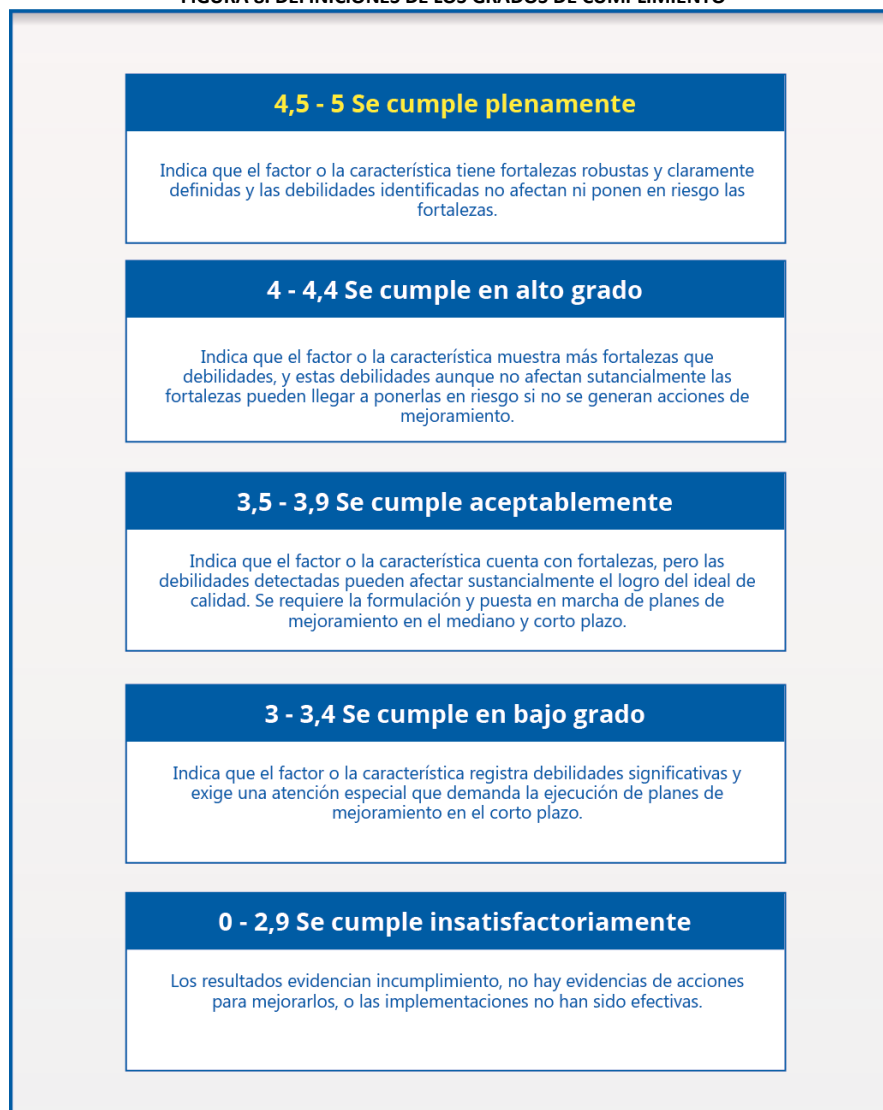 FIGURA 8. DEFINICIONES DE LOS GRADOS DE CUMPLIMIENTO
4,5 - 5 Se cumple plenamente
Indica que el factor o la característica tiene fortalezas robustas y claramente
definidas y las debilidades identificadas no afectan ni ponen en riesgo las
fortalezas.
4 - 4,4 Se cumple en alto grado
Indica que el factor o la característica muestra más fortalezas que
debilidades, y estas debilidades aunque no afectan sutancialmente las
fortalezas pueden llegar a ponerlas en riesgo si no se generan acciones de
mejoramiento.
3,5 - 3,9 Se cumple aceptablemente
Indica que el factor o la característica cuenta con fortalezas, pero las
debilidades detectadas pueden afectar sustancialmente el logro del ideal de
calidad. Se requiere la formulación y puesta en marcha de planes de
mejoramiento en el mediano y corto plazo.
3 - 3,4 Se cumple en bajo grado
Indica que el factor o la característica registra debilidades significativas y
exige una atención especial que demanda la ejecución de planes de
mejoramiento en el corto plazo.
0 - 2,9 Se cumple insatisfactoriamente
Los resultados evidencian incumplimiento, no hay evidencias de acciones
para mejorarlos, o las implementaciones no han sido efectivas.